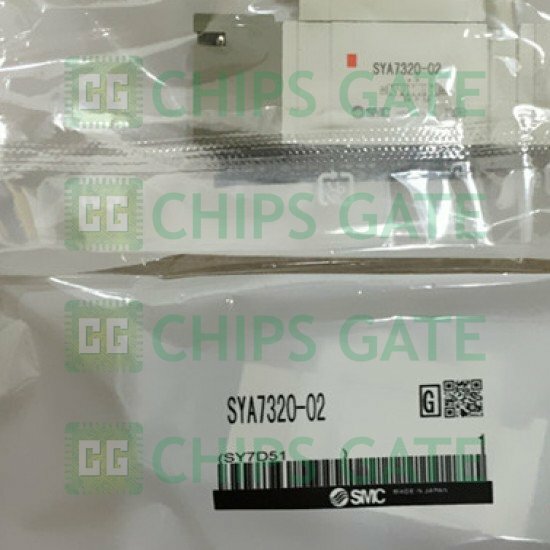 SYA7320-02
SMC
CG CHIPS GATE
CG CHIPS GATE
CG CHIPS GATE
SYA7320-02
G
(SY7D51 ) 1
CG CHIPS GATE
SMC MADE IN JAPAN